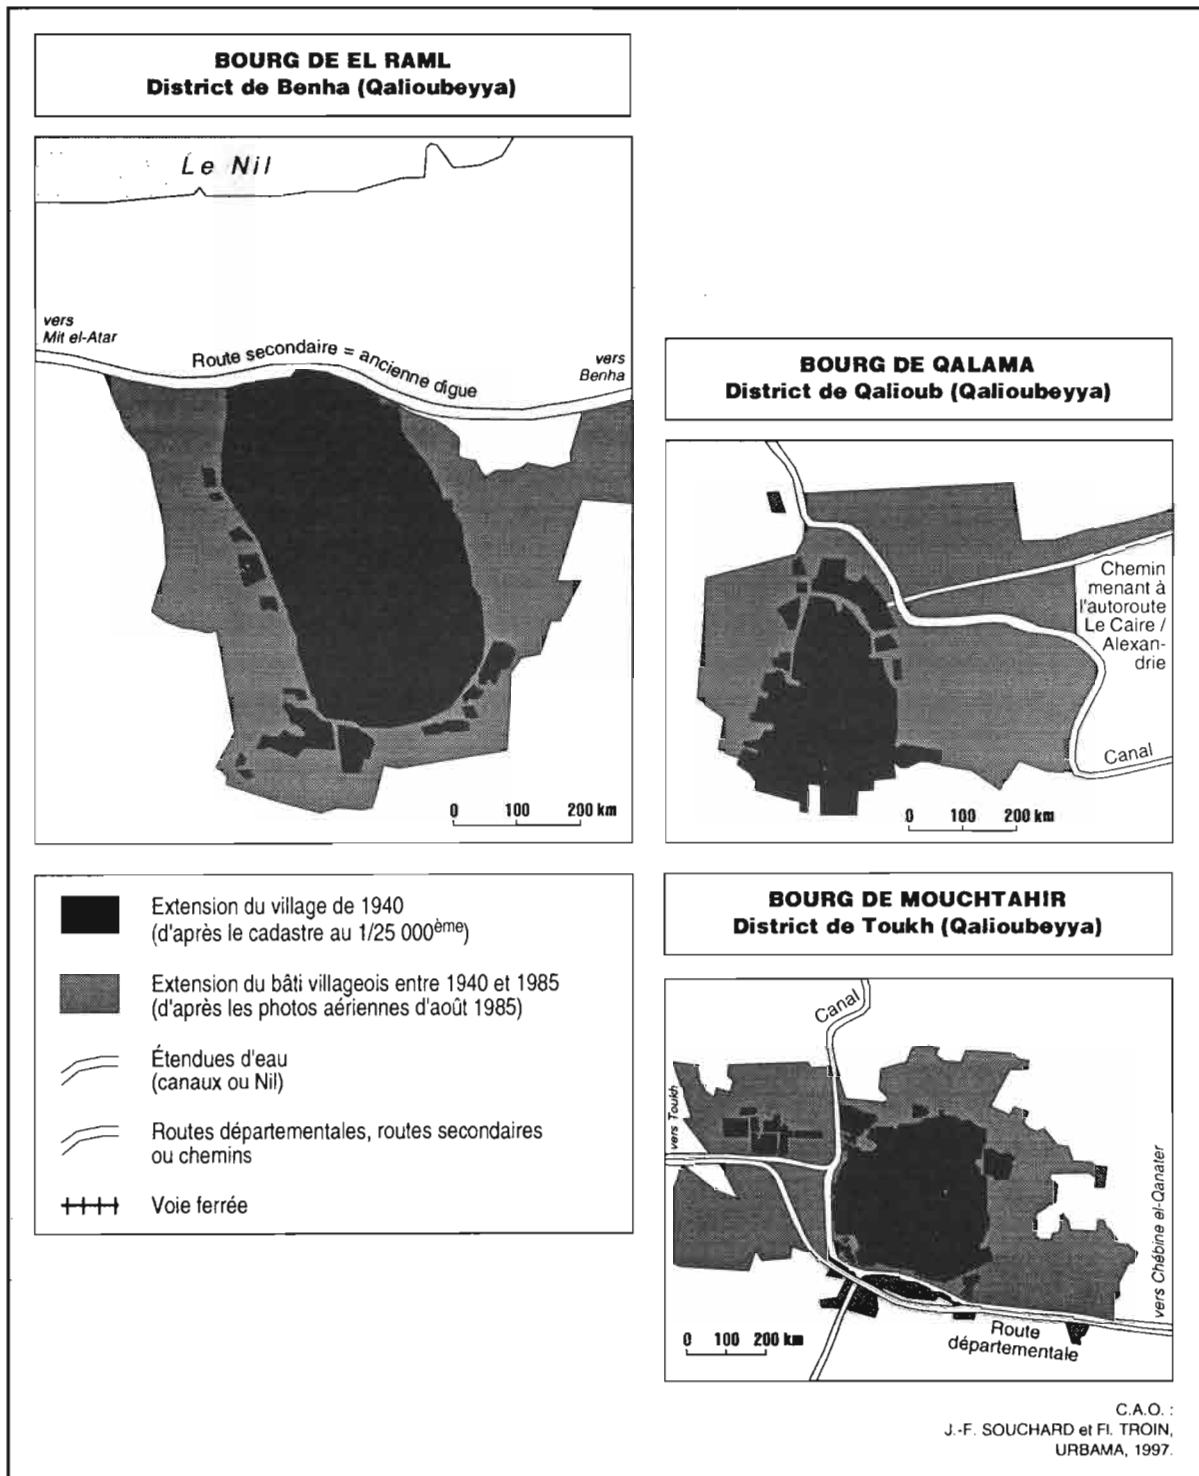 BOURG DE EL RAML
District de Benha (Qalioubeyya)
Le Nil
vers
Mit el-Atar
Route secondaire = ancienne digue
vers
Benha
0 100 200 km
BOURG DE QALAMA
District de Qalioub (Qalioubeyya)
Chemin
menant à
l'autoroute
Le Caire /
Alexan-
drie
Canal
0 100 200 km
Extension du village de 1940
(d'après le cadastre au 1/25 000ème)
Extension du bâti villageois entre 1940 et 1985
(d'après les photos aériennes d'août 1985)
Étendues d'eau
(canaux ou Nil)
Routes départementales, routes secondaires
ou chemins
Voie ferrée
BOURG DE MOUCHTAHIR
District de Toukh (Qalioubeyya)
Canal
vers Toukh
vers Chébine el-Qanater
Route
départementale
0 100 200 km
C.A.O. :
J.-F. SOUCHARD et Fl. TROIN,
URBAMA, 1997.